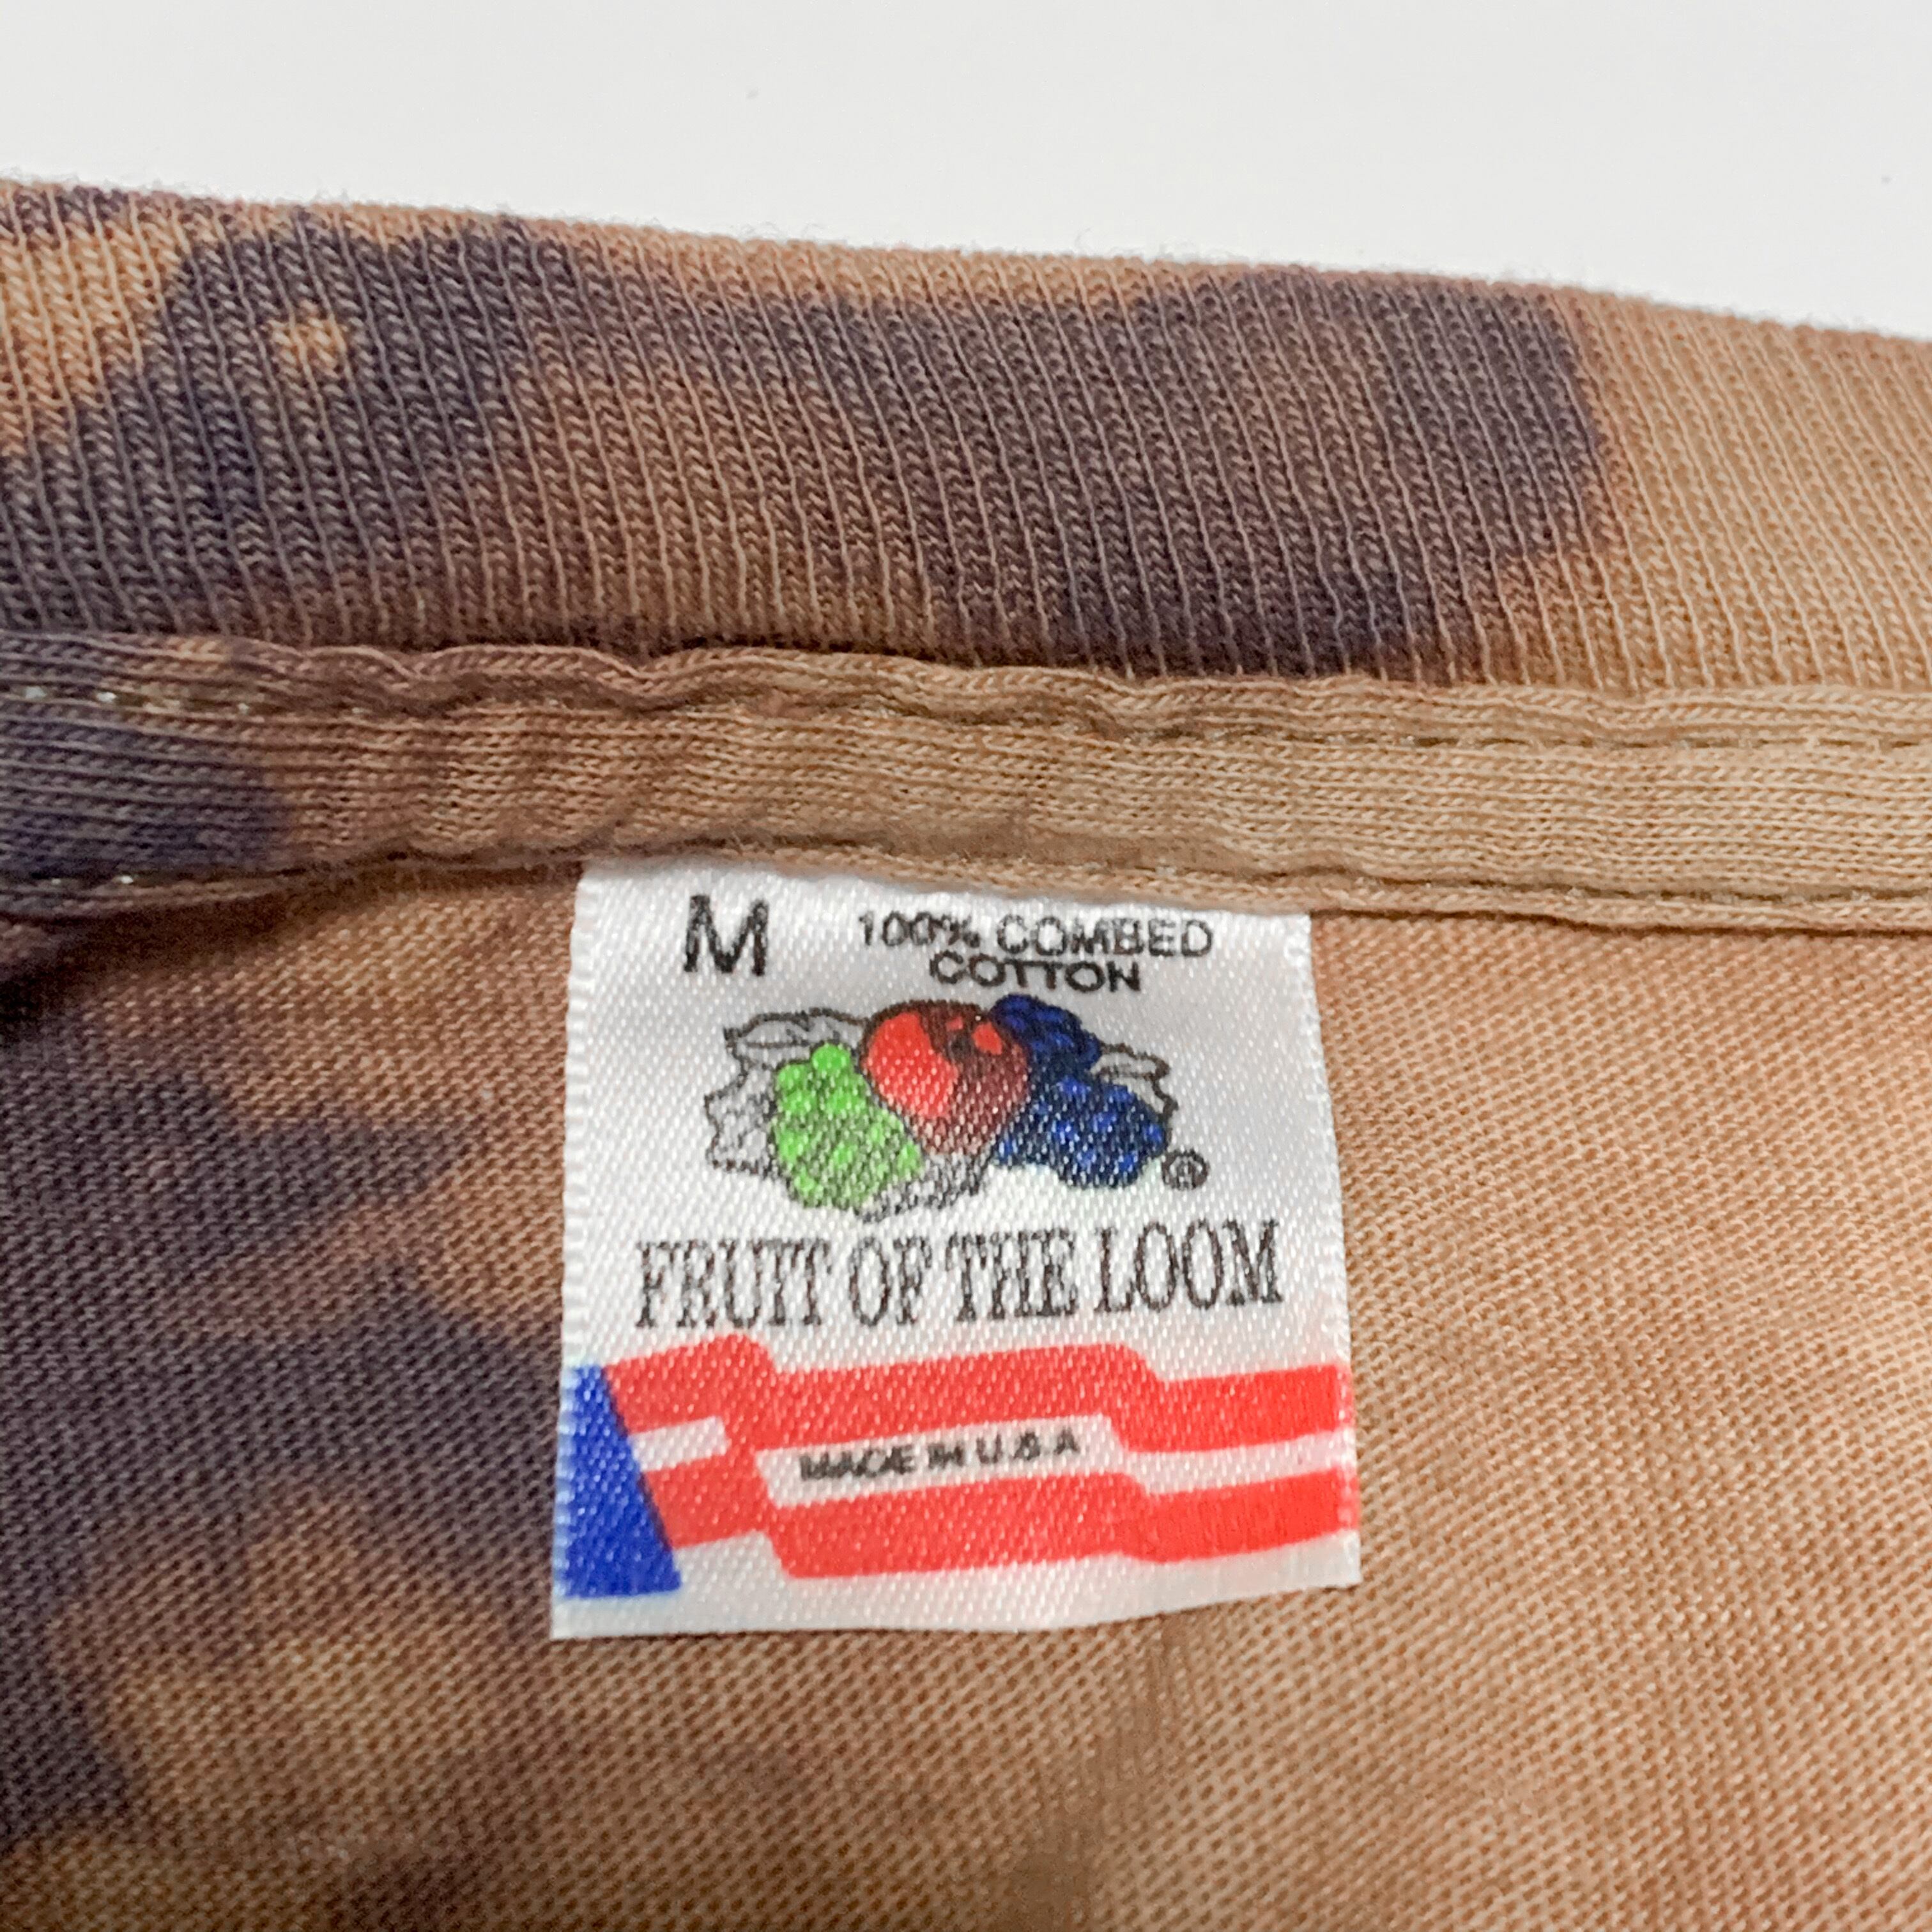 M
100% COMBED
COTTON
®
FRUIT OF THE LOOM
MADE IN U.S.A